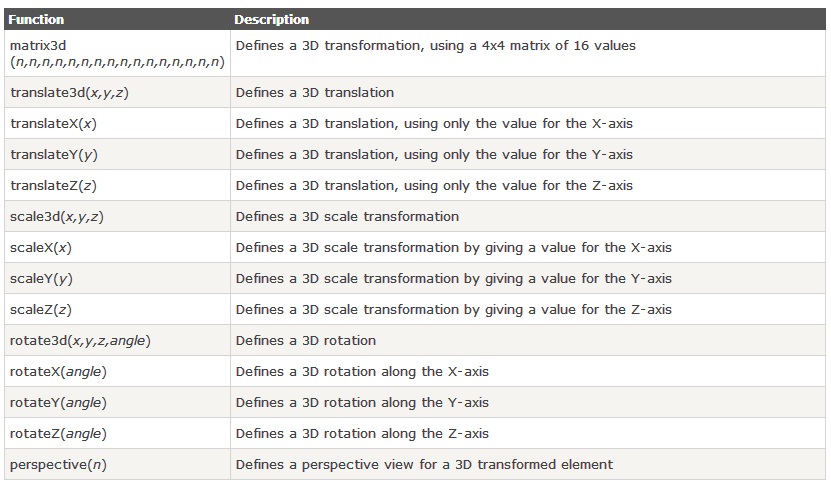 Function Description
matrix3d Defines a 3D transformation, using a 4x4 matrix of 16 values
(n,n,n,n,n,n,n,n,n,n,n,n,n,n,n,n)
translate3d(x,y,z) Defines a 3D translation
translateX(x) Defines a 3D translation, using only the value for the X-axis
translateY(y) Defines a 3D translation, using only the value for the Y-axis
translateZ(z) Defines a 3D translation, using only the value for the Z-axis
scale3d(x,y,z) Defines a 3D scale transformation
scaleX(x) Defines a 3D scale transformation by giving a value for the X-axis
scaleY(y) Defines a 3D scale transformation by giving a value for the Y-axis
scaleZ(z) Defines a 3D scale transformation by giving a value for the Z-axis
rotate3d(x,y,z,angle) Defines a 3D rotation
rotateX(angle) Defines a 3D rotation along the X-axis
rotateY(angle) Defines a 3D rotation along the Y-axis
rotateZ(angle) Defines a 3D rotation along the Z-axis
perspective(n) Defines a perspective view for a 3D transformed element